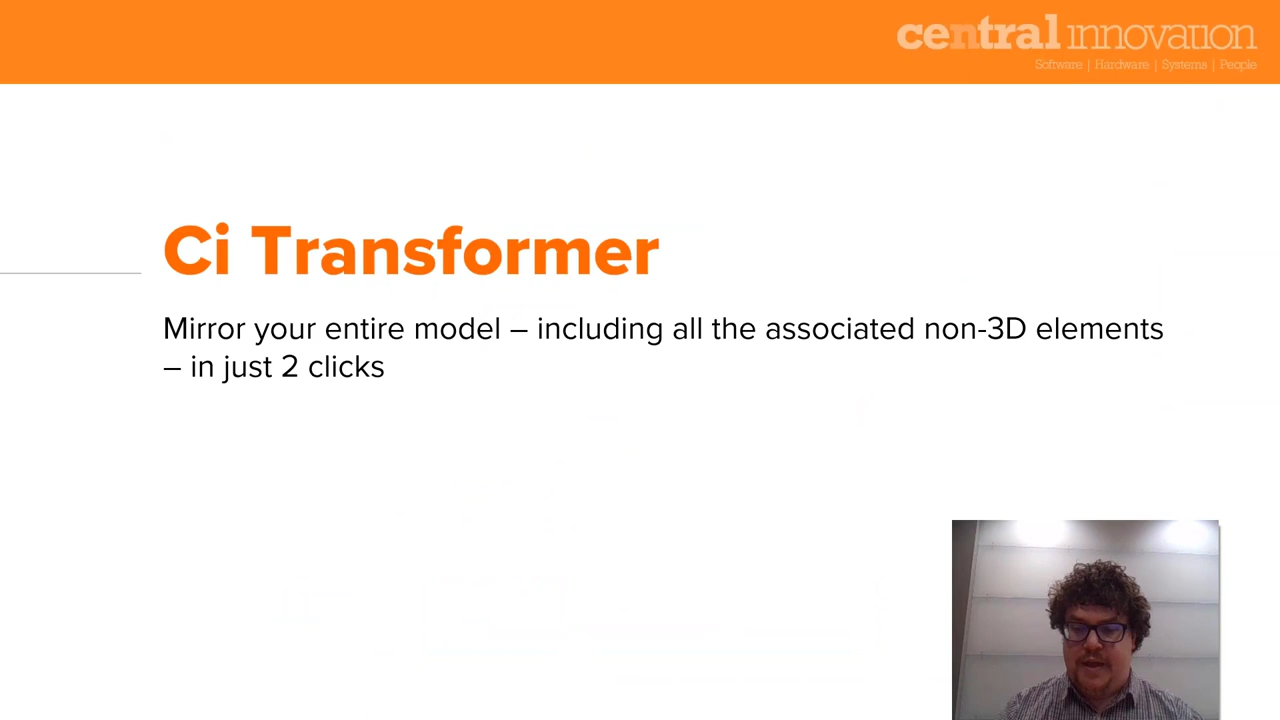 central innovation
Software | Hardware | Systems | People
Ci Transformer
Mirror your entire model – including all the associated non-3D elements
– in just 2 clicks